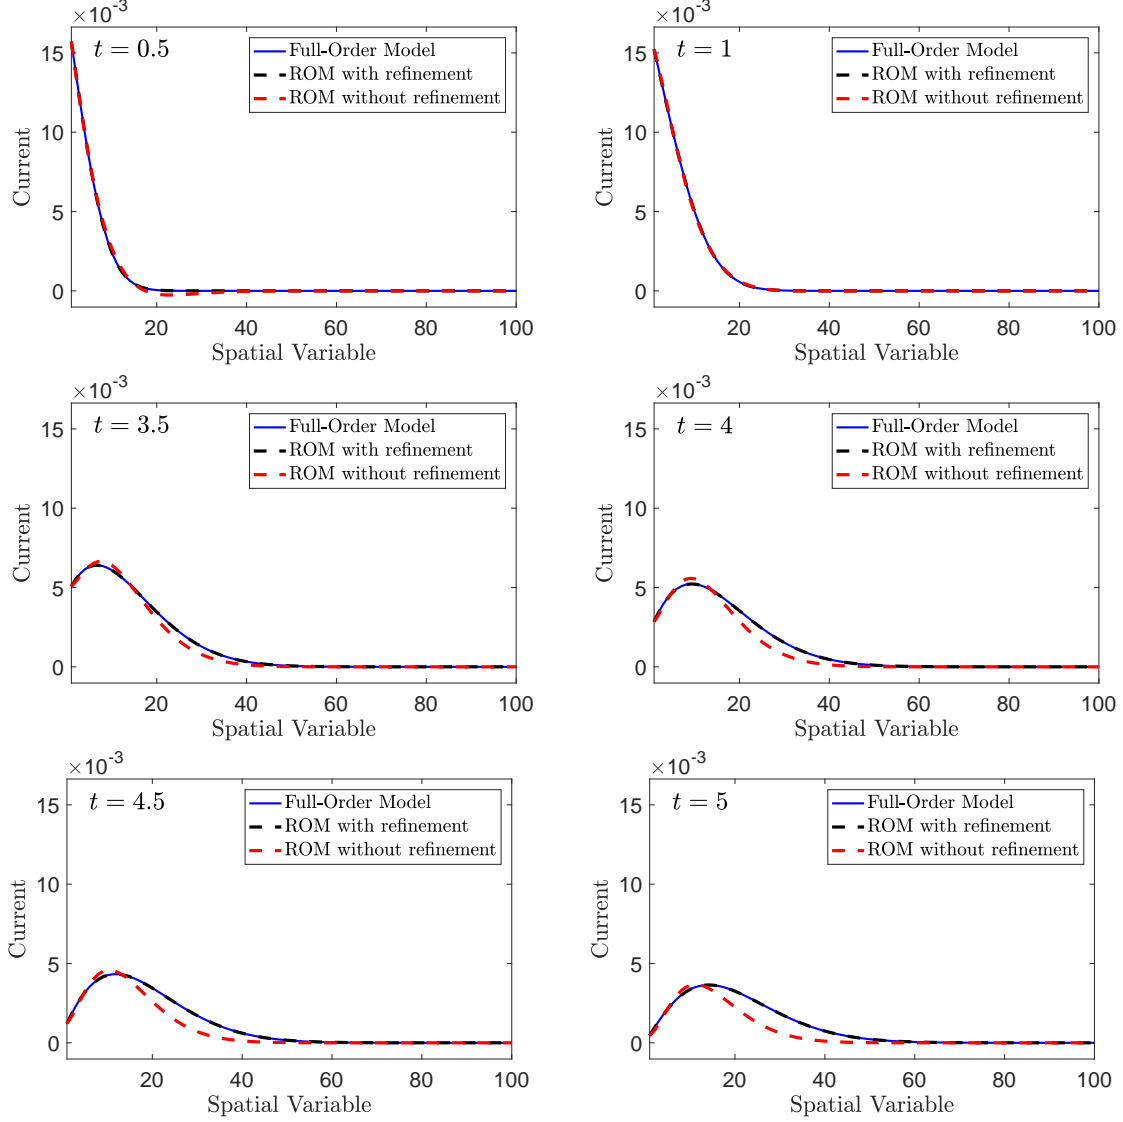 ×10-3
t = 0.5
Full-Order Model
ROM with refinement
ROM without refinement
15
10
5
0
Current
20 40 60 80 100
Spatial Variable
×10-3
t = 1
Full-Order Model
ROM with refinement
ROM without refinement
15
10
5
0
Current
20 40 60 80 100
Spatial Variable
×10-3
t = 3.5
Full-Order Model
ROM with refinement
ROM without refinement
15
10
5
0
Current
20 40 60 80 100
Spatial Variable
×10-3
t = 4
Full-Order Model
ROM with refinement
ROM without refinement
15
10
5
0
Current
20 40 60 80 100
Spatial Variable
×10-3
t = 4.5
Full-Order Model
ROM with refinement
ROM without refinement
15
10
5
0
Current
20 40 60 80 100
Spatial Variable
×10-3
t = 5
Full-Order Model
ROM with refinement
ROM without refinement
15
10
5
0
Current
20 40 60 80 100
Spatial Variable